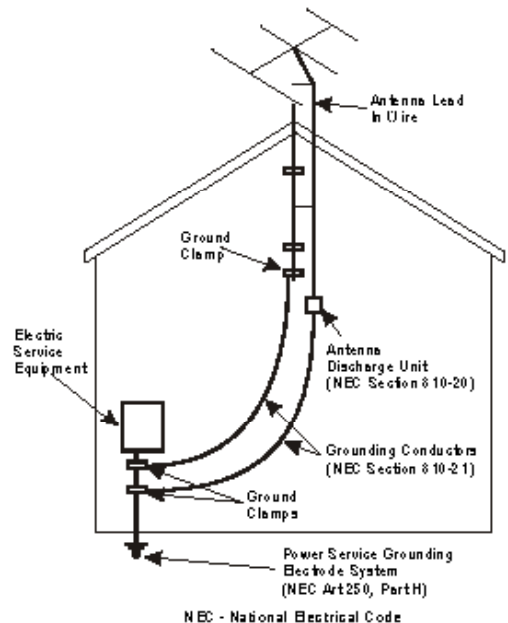 Antenna Lead
In Wire
Ground
Clamp
Antenna
Discharge Unit
(NEC Section 810-20)
Electric
Service
Equipment
Grounding Conductors
(NEC Section 810-21)
Ground
Clamps
Power Service Grounding
Electrode System
(NEC Art 250, Part H)
NEC - National Electrical Code